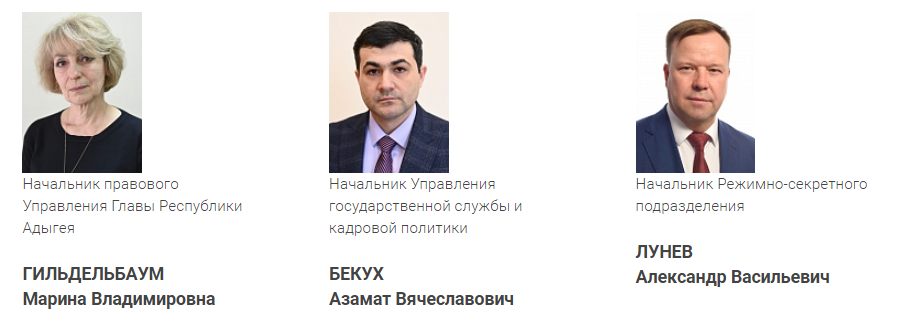 Начальник правового
Управления Главы Республики
Адыгея
ГИЛЬДЕЛЬБАУМ
Марина Владимировна
Начальник Управления
государственной службы и
кадровой политики
БЕКУХ
Азамат Вячеславович
Начальник Режимно-секретного
подразделения
ЛУНЕВ
Александр Васильевич